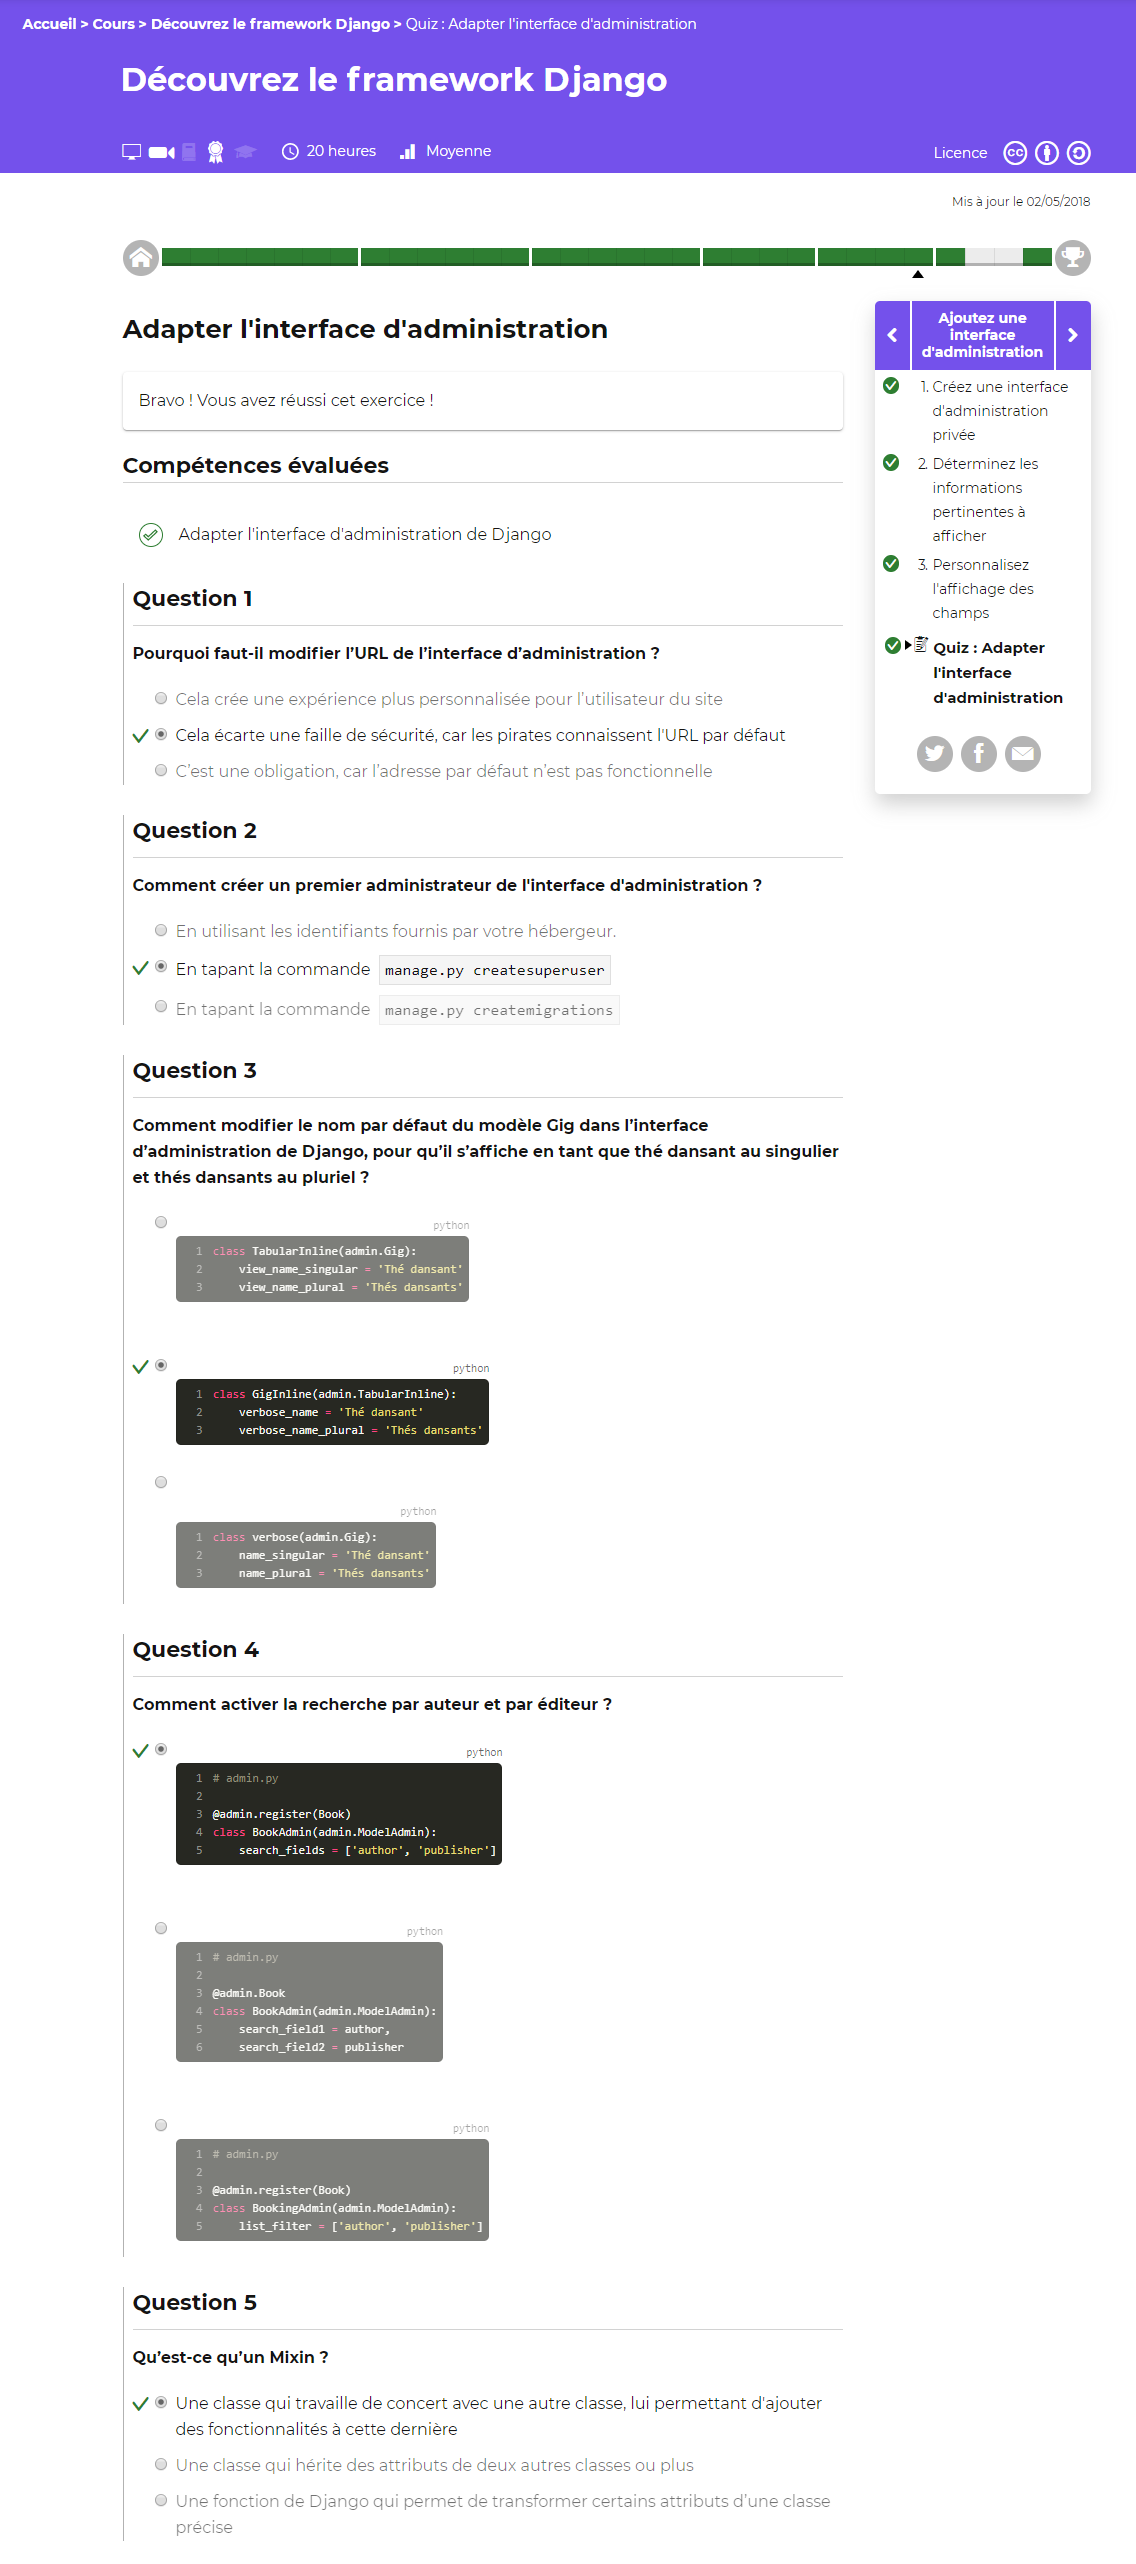 Accueil > Cours > Découvrez le framework Django > Quiz : Adapter l'interface d'administration
Découvrez le framework Django
20 heures
Moyenne
Licence
Mis à jour le 02/05/2018
Adapter l'interface d'administration
Bravo ! Vous avez réussi cet exercice !
Compétences évaluées
Adapter l'interface d'administration de Django
Question 1
Pourquoi faut-il modifier l’URL de l’interface d’administration ?
Cela crée une expérience plus personnalisée pour l’utilisateur du site
Cela écarte une faille de sécurité, car les pirates connaissent l'URL par défaut
C’est une obligation, car l’adresse par défaut n’est pas fonctionnelle
Question 2
Comment créer un premier administrateur de l'interface d'administration ?
En utilisant les identifiants fournis par votre hébergeur.
En tapant la commande manage.py createsuperuser
En tapant la commande manage.py createmigrations
Question 3
Comment modifier le nom par défaut du modèle Gig dans l’interface
d’administration de Django, pour qu’il s’affiche en tant que thé dansant au singulier
et thés dansants au pluriel ?
python
1 class TabularInline(admin.Gig):
2     view_name_singular = 'Thé dansant'
3     view_name_plural = 'Thés dansants'
python
1 class GigInline(admin.TabularInline):
2     verbose_name = 'Thé dansant'
3     verbose_name_plural = 'Thés dansants'
python
1 class verbose(admin.Gig):
2     name_singular = 'Thé dansant'
3     name_plural = 'Thés dansants'
Question 4
Comment activer la recherche par auteur et par éditeur ?
python
1 # admin.py
2
3 @admin.register(Book)
4 class BookAdmin(admin.ModelAdmin):
5     search_fields = ['author', 'publisher']
python
1 # admin.py
2
3 @admin.Book
4 class BookAdmin(admin.ModelAdmin):
5     search_field1 = author,
6     search_field2 = publisher
python
1 # admin.py
2
3 @admin.register(Book)
4 class BookingAdmin(admin.ModelAdmin):
5     list_filter = ['author', 'publisher']
Question 5
Qu’est-ce qu’un Mixin ?
Une classe qui travaille de concert avec une autre classe, lui permettant d'ajouter
des fonctionnalités à cette dernière
Une classe qui hérite des attributs de deux autres classes ou plus
Une fonction de Django qui permet de transformer certains attributs d’une classe
précise
Ajoutez une
interface
d'administration
1. Créez une interface
d'administration
privée
2. Déterminez les
informations
pertinentes à
afficher
3. Personnalisez
l'affichage des
champs
Quiz : Adapter
l'interface
d'administration